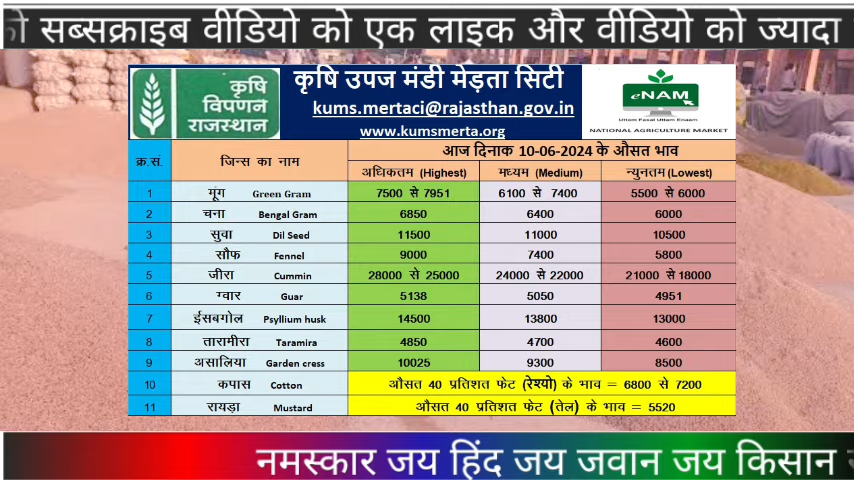 सब्सक्राइब वीडियो को एक लाइक और वीडियो को ज्यादा
कृषि विपणन राजस्थान
कृषि उपज मंडी मेड़ता सिटी
kums.mertaci@rajasthan.gov.in
www.kumsmerta.org
eNAM
Uttam Fasal Uttam Enaam
NATIONAL AGRICULTURE MARKET
क्र.सं. जिन्स का नाम आज दिनाक 10-06-2024 के औसत भाव
अधिकतम (Highest) मध्यम (Medium) न्युनतम (Lowest)
1 मूंग Green Gram 7500 से 7951 6100 से 7400 5500 से 6000
2 चना Bengal Gram 6850 6400 6000
3 सुवा Dil Seed 11500 11000 10500
4 सौफ Fennel 9000 7400 5800
5 जीरा Cummin 28000 से 25000 24000 से 22000 21000 से 18000
6 ग्वार Guar 5138 5050 4951
7 ईसबगोल Psyllium husk 14500 13800 13000
8 तारामीरा Taramira 4850 4700 4600
9 असालिया Garden cress 10025 9300 8500
10 कपास Cotton औसत 40 प्रतिशत फेट (रेश्यो) के भाव = 6800 से 7200
11 रायड़ा Mustard औसत 40 प्रतिशत फेट (तेल) के भाव = 5520
नमस्कार जय हिंद जय जवान जय किसान